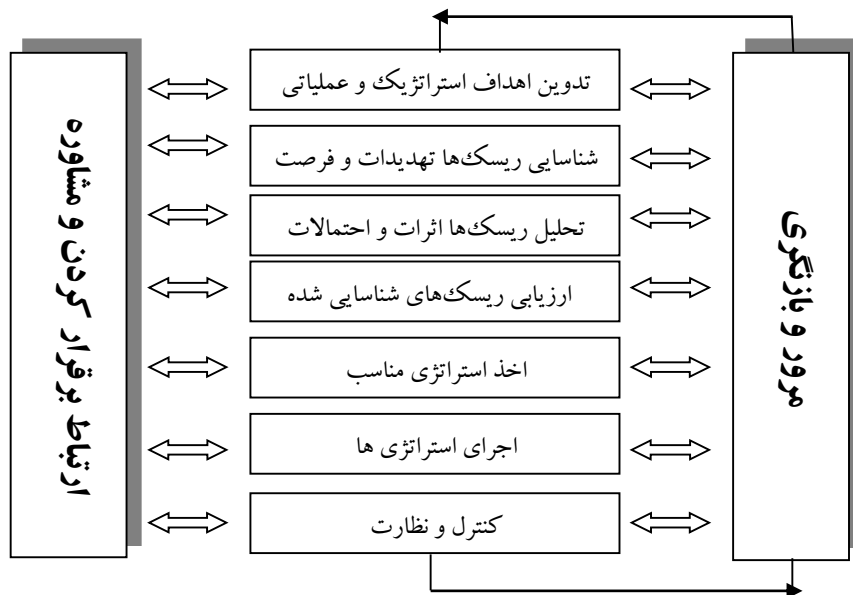 مرور و بازنگری
تدوین اهداف استراتژیک و عملیاتی
شناسایی ریسک‌ها تهدیدات و فرصت
تحلیل ریسک‌ها اثرات و احتمالات
ارزیابی ریسک‌های شناسایی شده
اخذ استراتژی مناسب
اجرای استراتژی ها
کنترل و نظارت
ارتباط برقرار کردن و مشاوره